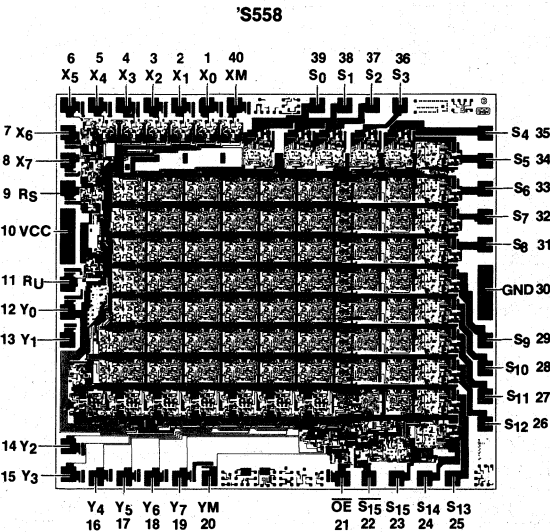 'S558
6 5 4 3 2 1 40 39 38 37 36
X5 X4 X3 X2 X1 X0 XM S0 S1 S2 S3
7 X6
S4 35
8 X7
S5 34
9 RS
S6 33
10 VCC
S7 32
S8 31
11 RU
GND 30
12 Y0
13 Y1
S9 29
S10 28
S11 27
S12 26
14 Y2
15 Y3
Y4 Y5 Y6 Y7 YM OE S15 S15 S14 S13
16 17 18 19 20 21 22 23 24 25